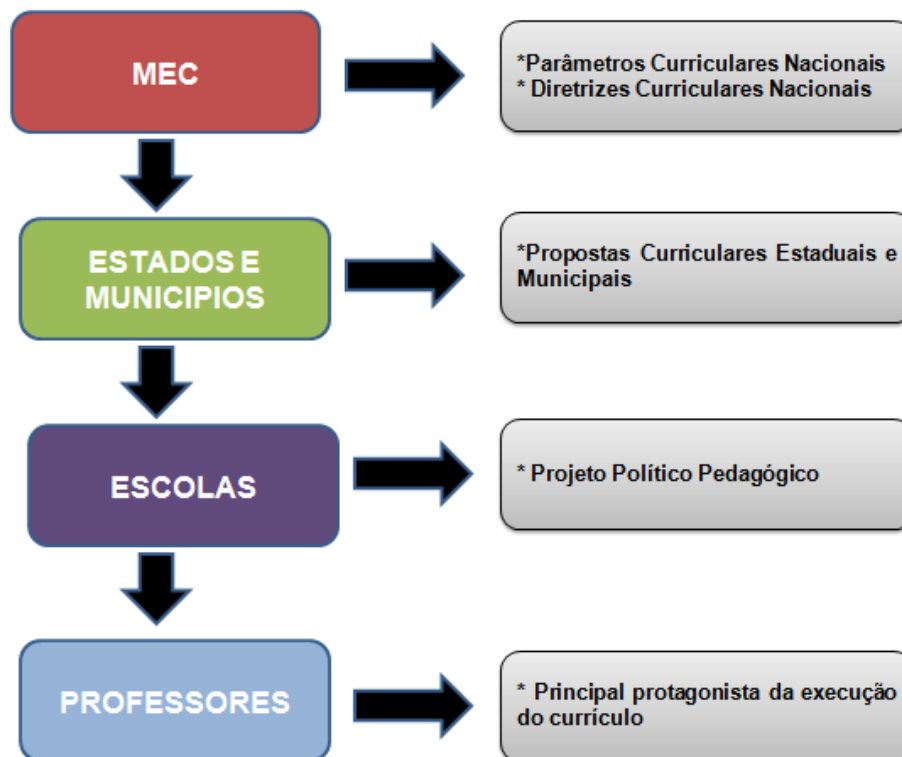 MEC
*Parâmetros Curriculares Nacionais
* Diretrizes Curriculares Nacionais
ESTADOS E
MUNICIPIOS
*Propostas Curriculares Estaduais e
Municipais
ESCOLAS
* Projeto Político Pedagógico
PROFESSORES
* Principal protagonista da execução
do currículo